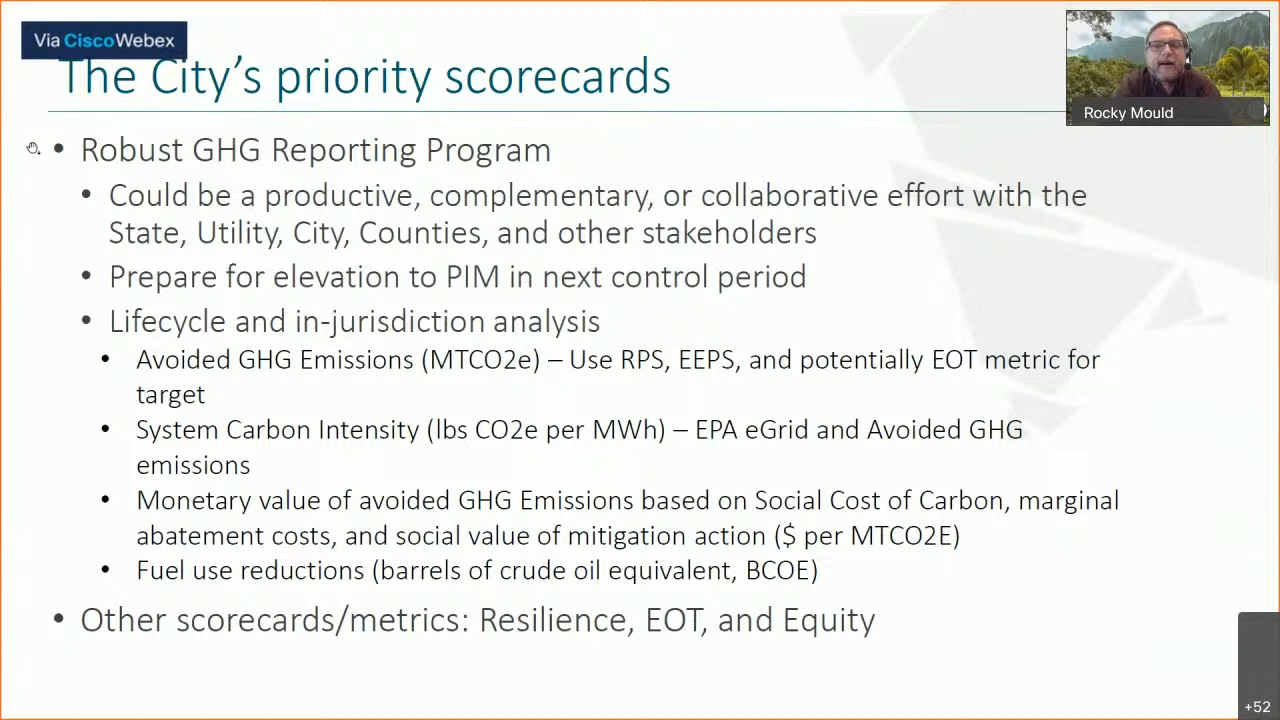 Via Cisco Webex
The City's priority scorecards
Rocky Mould
• Robust GHG Reporting Program
• Could be a productive, complementary, or collaborative effort with the
State, Utility, City, Counties, and other stakeholders
• Prepare for elevation to PIM in next control period
• Lifecycle and in-jurisdiction analysis
• Avoided GHG Emissions (MTCO2e) – Use RPS, EEPS, and potentially EOT metric for
target
• System Carbon Intensity (lbs CO2e per MWh) – EPA eGrid and Avoided GHG
emissions
• Monetary value of avoided GHG Emissions based on Social Cost of Carbon, marginal
abatement costs, and social value of mitigation action ($ per MTCO2E)
• Fuel use reductions (barrels of crude oil equivalent, BCOE)
• Other scorecards/metrics: Resilience, EOT, and Equity
+52